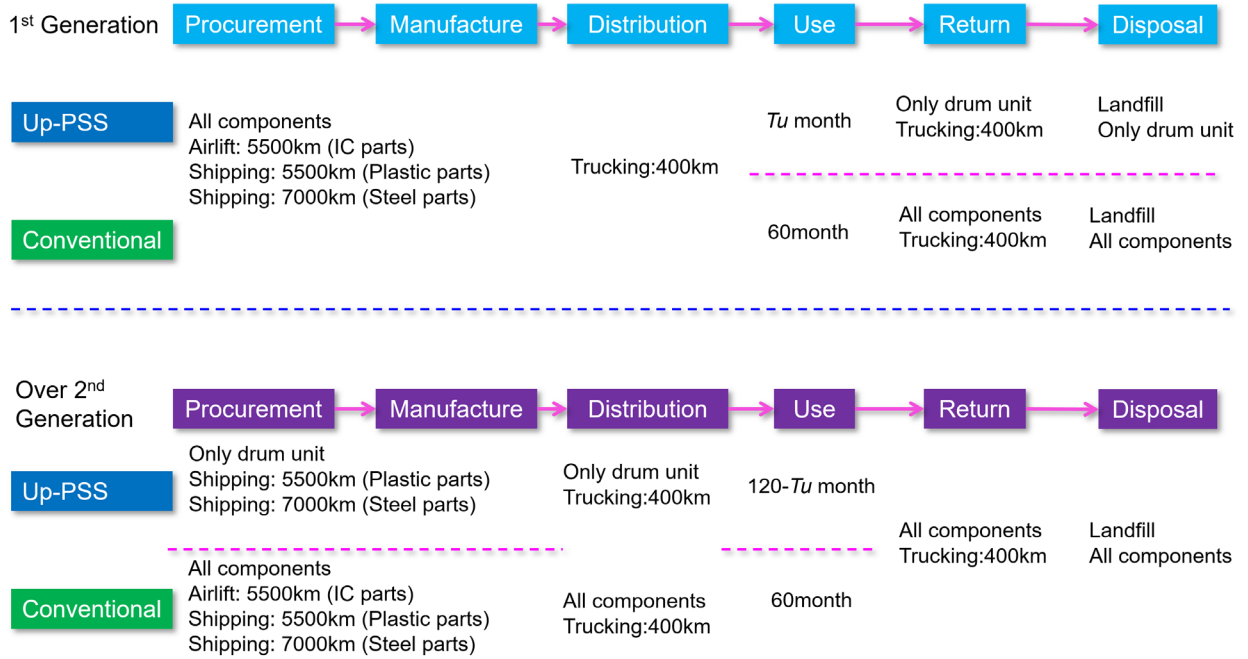 1st Generation
Procurement
Manufacture
Distribution
Use
Return
Disposal
Up-PSS
All components
Airlift: 5500km (IC parts)
Shipping: 5500km (Plastic parts)
Shipping: 7000km (Steel parts)
Trucking:400km
Tu month
Only drum unit
Trucking:400km
Landfill
Only drum unit
Conventional
60month
All components
Trucking:400km
Landfill
All components
Over 2nd
Generation
Procurement
Manufacture
Distribution
Use
Return
Disposal
Up-PSS
Only drum unit
Shipping: 5500km (Plastic parts)
Shipping: 7000km (Steel parts)
Only drum unit
Trucking:400km
120-Tu month
All components
Trucking:400km
Landfill
All components
Conventional
All components
Airlift: 5500km (IC parts)
Shipping: 5500km (Plastic parts)
Shipping: 7000km (Steel parts)
All components
Trucking:400km
60month